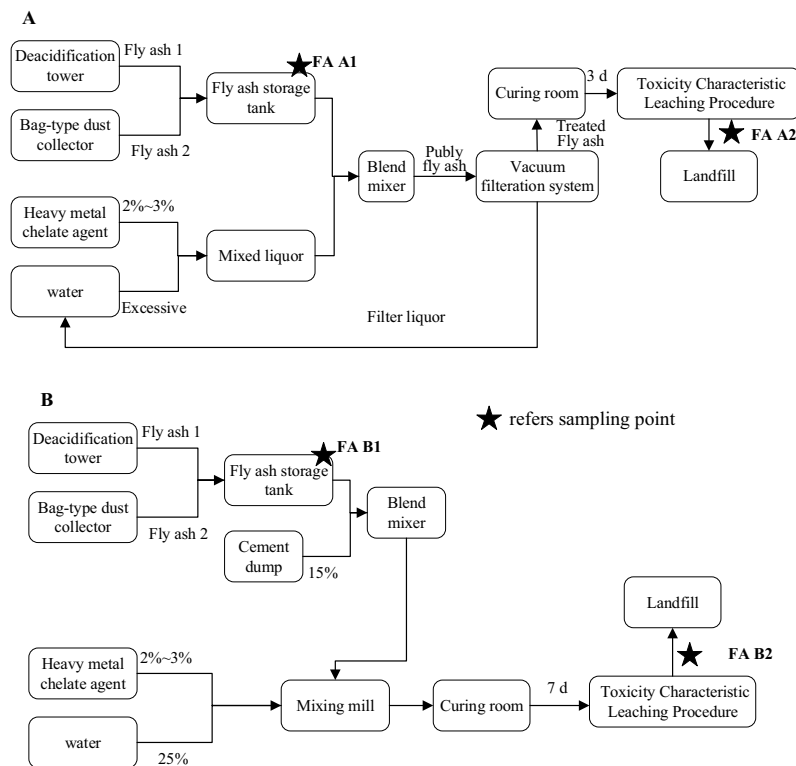 A
Deacidification
tower
Fly ash 1
Bag-type dust
collector
Fly ash 2
FA A1
Fly ash storage
tank
Heavy metal
chelate agent
2%~3%
water
Excessive
Mixed liquor
Blend
mixer
Publy
fly ash
Vacuum
filteration system
Treated
Fly ash
Curing room
3 d
Toxicity Characteristic
Leaching Procedure
FA A2
Landfill
Filter liquor
B
refers sampling point
Deacidification
tower
Fly ash 1
Bag-type dust
collector
Fly ash 2
FA B1
Fly ash storage
tank
Cement
dump
15%
Blend
mixer
Heavy metal
chelate agent
2%~3%
water
25%
Mixing mill
Curing room
7 d
Toxicity Characteristic
Leaching Procedure
FA B2
Landfill